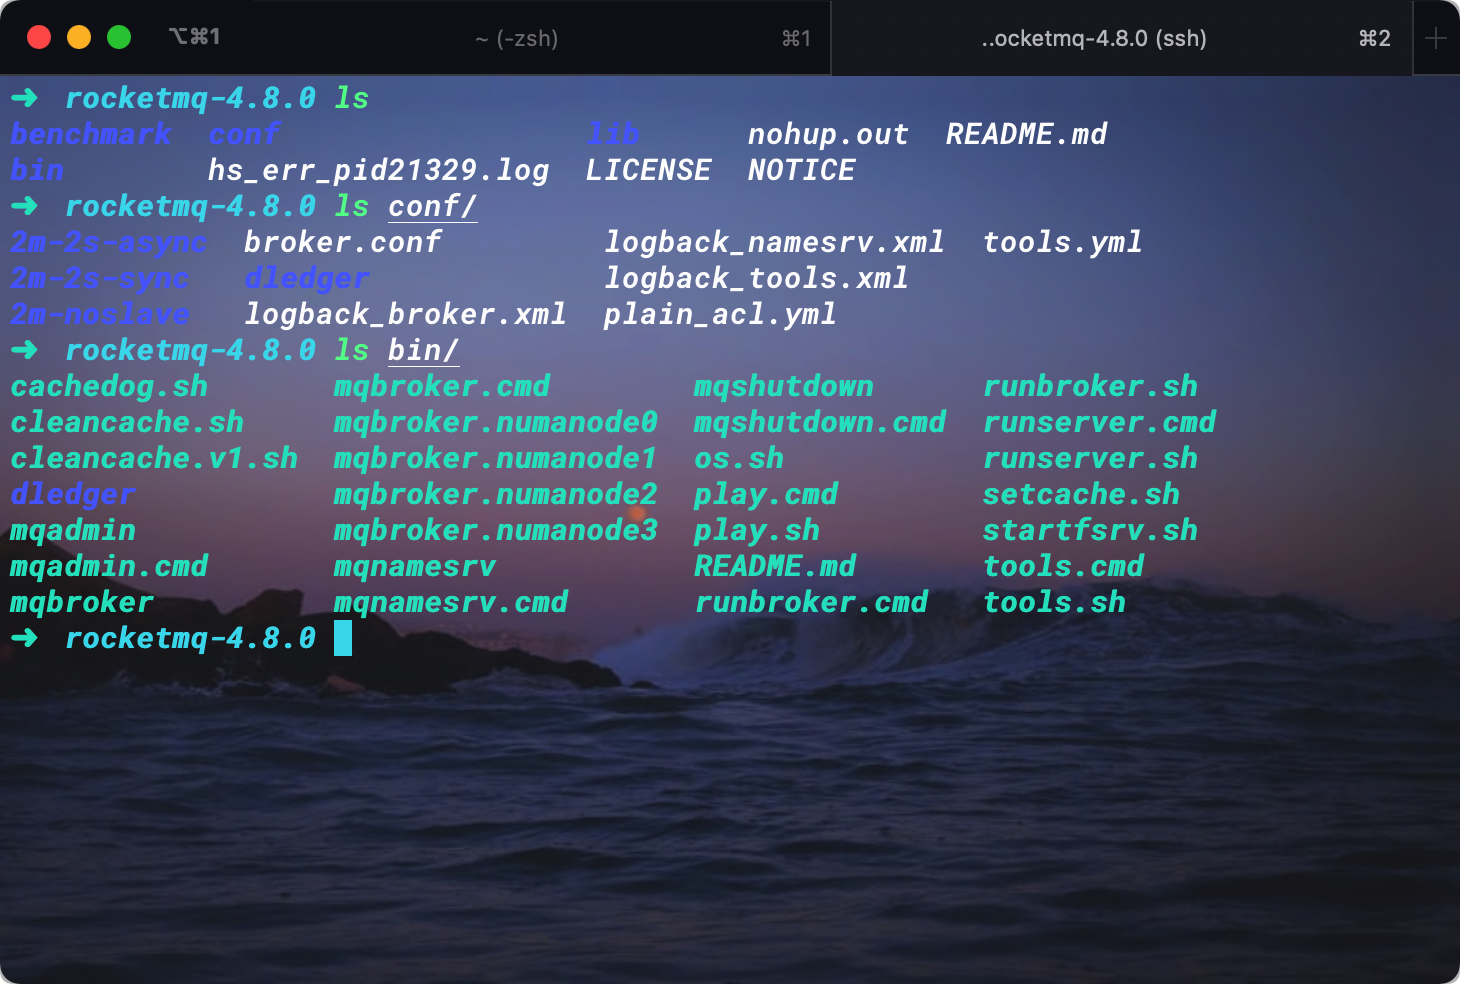 ⌥⌘1 ~ (-zsh) ⌘1 ..ocketmq-4.8.0 (ssh) ⌘2 +
➜ rocketmq-4.8.0 ls
benchmark conf lib nohup.out README.md
bin hs_err_pid21329.log LICENSE NOTICE
➜ rocketmq-4.8.0 ls conf/
2m-2s-async broker.conf logback_namesrv.xml tools.yml
2m-2s-sync dledger logback_tools.xml
2m-noslave logback_broker.xml plain_acl.yml
➜ rocketmq-4.8.0 ls bin/
cachedog.sh mqbroker.cmd mqshutdown runbroker.sh
cleancache.sh mqbroker.numanode0 mqshutdown.cmd runserver.cmd
cleancache.v1.sh mqbroker.numanode1 os.sh runserver.sh
dledger mqbroker.numanode2 play.cmd setcache.sh
mqadmin mqbroker.numanode3 play.sh startfsrv.sh
mqadmin.cmd mqnamesrv README.md tools.cmd
mqbroker mqnamesrv.cmd runbroker.cmd tools.sh
➜ rocketmq-4.8.0